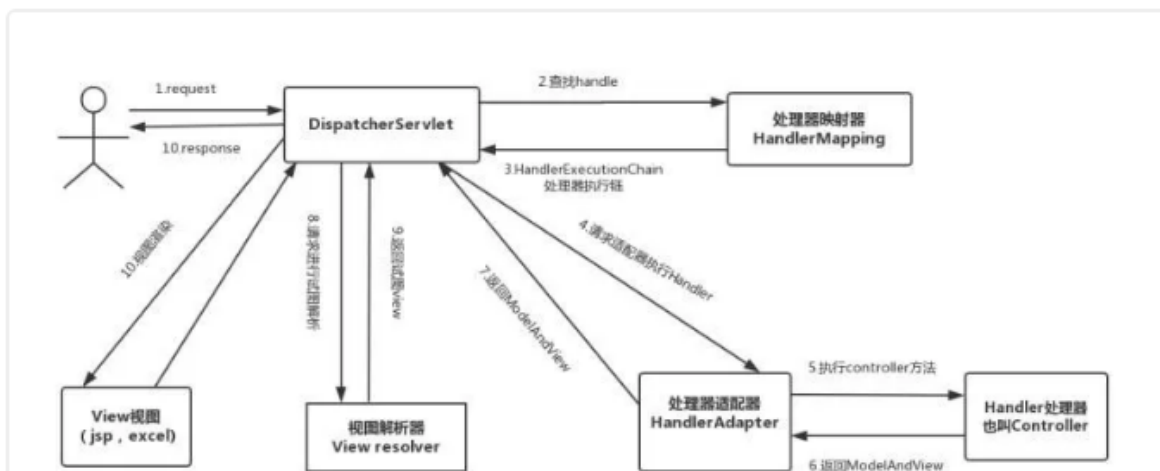 1.request
2.查找handle
DispatcherServlet
处理器映射器
HandlerMapping
10.response
3.HandlerExecutionChain
处理器执行链
10.视图渲染
8.请求进行试图解析
9.返回试图view
4.请求适配器执行Handler
7.返回ModelAndView
5.执行controller方法
View视图
(jsp , excel)
视图解析器
View resolver
处理器适配器
HandlerAdapter
Handler处理器
也叫Controller
6.返回ModelAndView